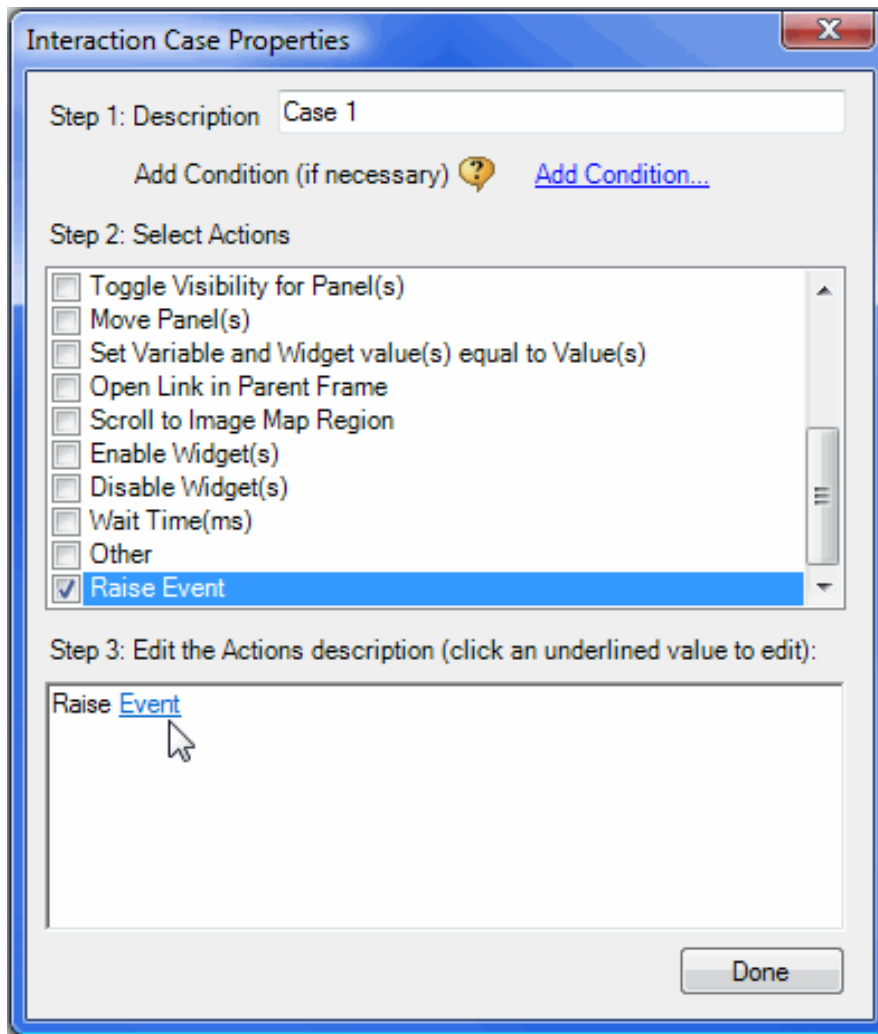 Interaction Case Properties
Step 1: Description Case 1
Add Condition (if necessary) ? Add Condition...
Step 2: Select Actions
Toggle Visibility for Panel(s)
Move Panel(s)
Set Variable and Widget value(s) equal to Value(s)
Open Link in Parent Frame
Scroll to Image Map Region
Enable Widget(s)
Disable Widget(s)
Wait Time(ms)
Other
Raise Event
Step 3: Edit the Actions description (click an underlined value to edit):
Raise Event
Done